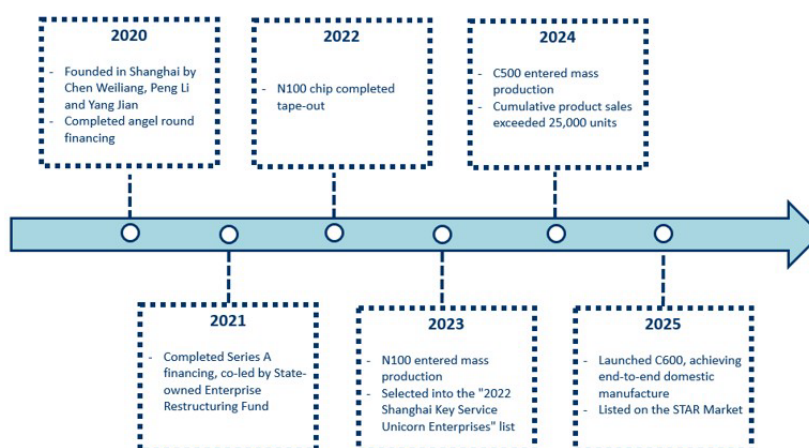 2020
- Founded in Shanghai by
Chen Weiliang, Peng Li
and Yang Jian
- Completed angel round
financing
2022
- N100 chip completed
tape-out
2024
- C500 entered mass
production
- Cumulative product sales
exceeded 25,000 units
2021
- Completed Series A
financing, co-led by State-
owned Enterprise
Restructuring Fund
2023
- N100 entered mass
production
- Selected into the "2022
Shanghai Key Service
Unicorn Enterprises" list
2025
- Launched C600, achieving
end-to-end domestic
manufacture
- Listed on the STAR Market